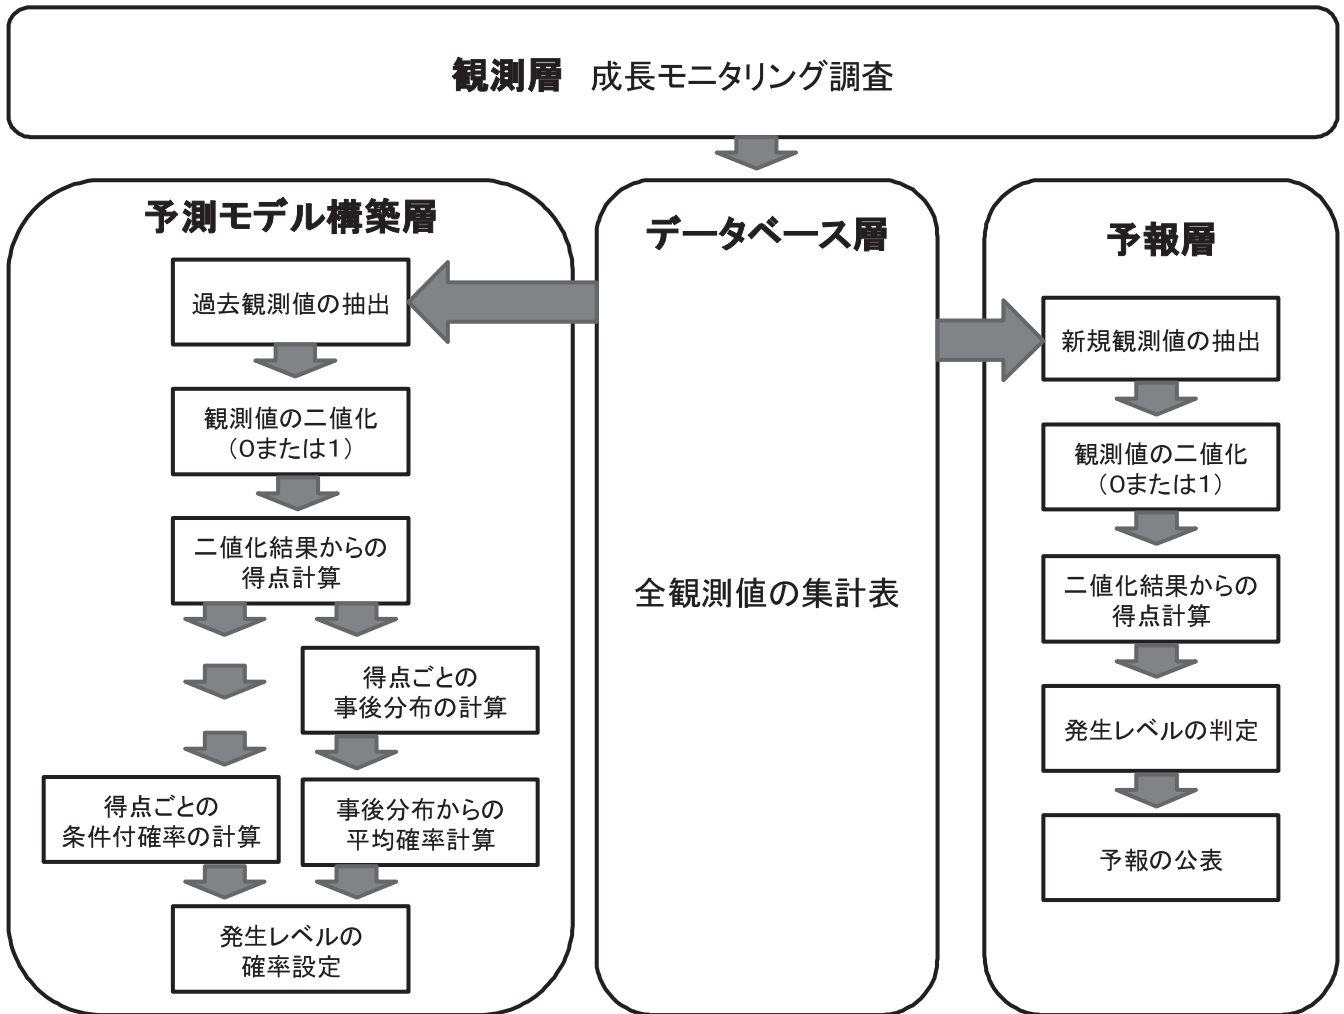 観測層 成長モニタリング調査
予測モデル構築層
過去観測値の抽出
観測値の二値化
(0または1)
二値化結果からの
得点計算
得点ごとの
事後分布の計算
得点ごとの
条件付確率の計算
事後分布からの
平均確率計算
発生レベルの
確率設定
データベース層
全観測値の集計表
予報層
新規観測値の抽出
観測値の二値化
(0または1)
二値化結果からの
得点計算
発生レベルの判定
予報の公表